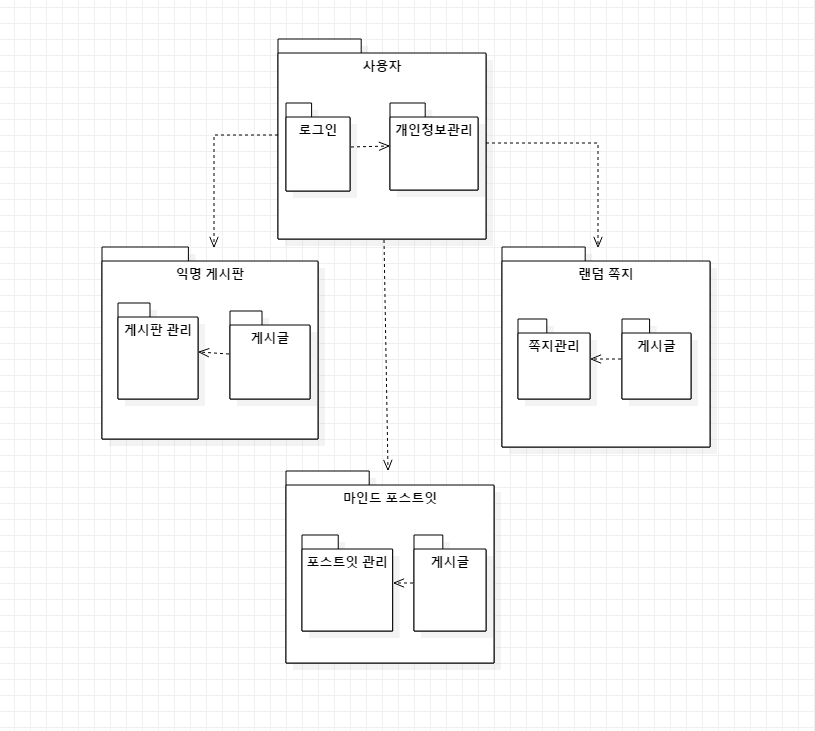 사용자
로그인
개인정보관리
익명 게시판
게시판 관리
게시글
랜덤 쪽지
쪽지관리
게시글
마인드 포스트잇
포스트잇 관리
게시글